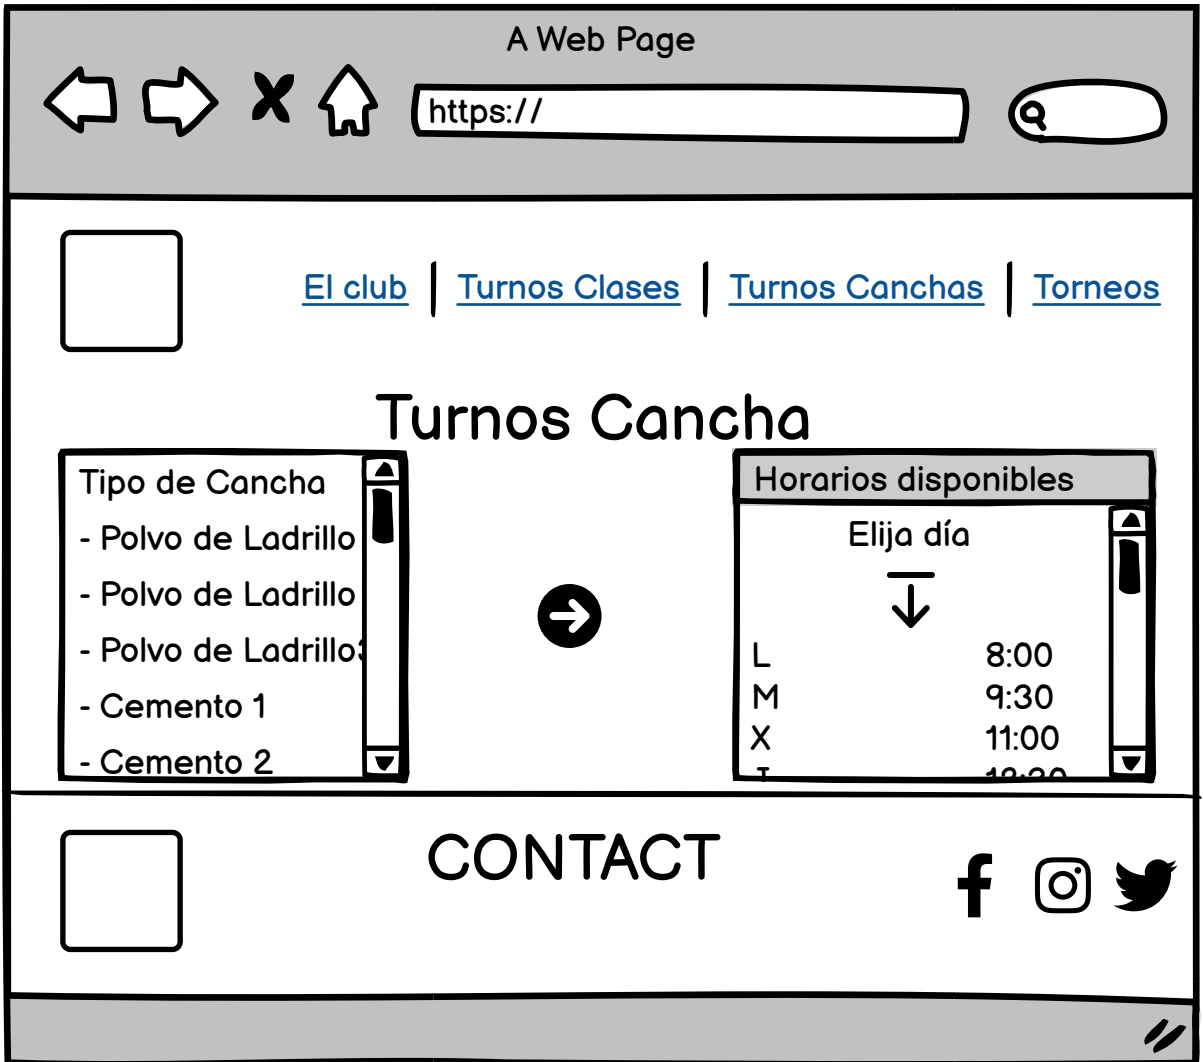 A Web Page
https://
El club | Turnos Clases | Turnos Canchas | Torneos
Turnos Cancha
Tipo de Cancha
- Polvo de Ladrillo
- Polvo de Ladrillo
- Polvo de Ladrillo3
- Cemento 1
- Cemento 2
Horarios disponibles
Elija día
L 8:00
M 9:30
X 11:00
CONTACT